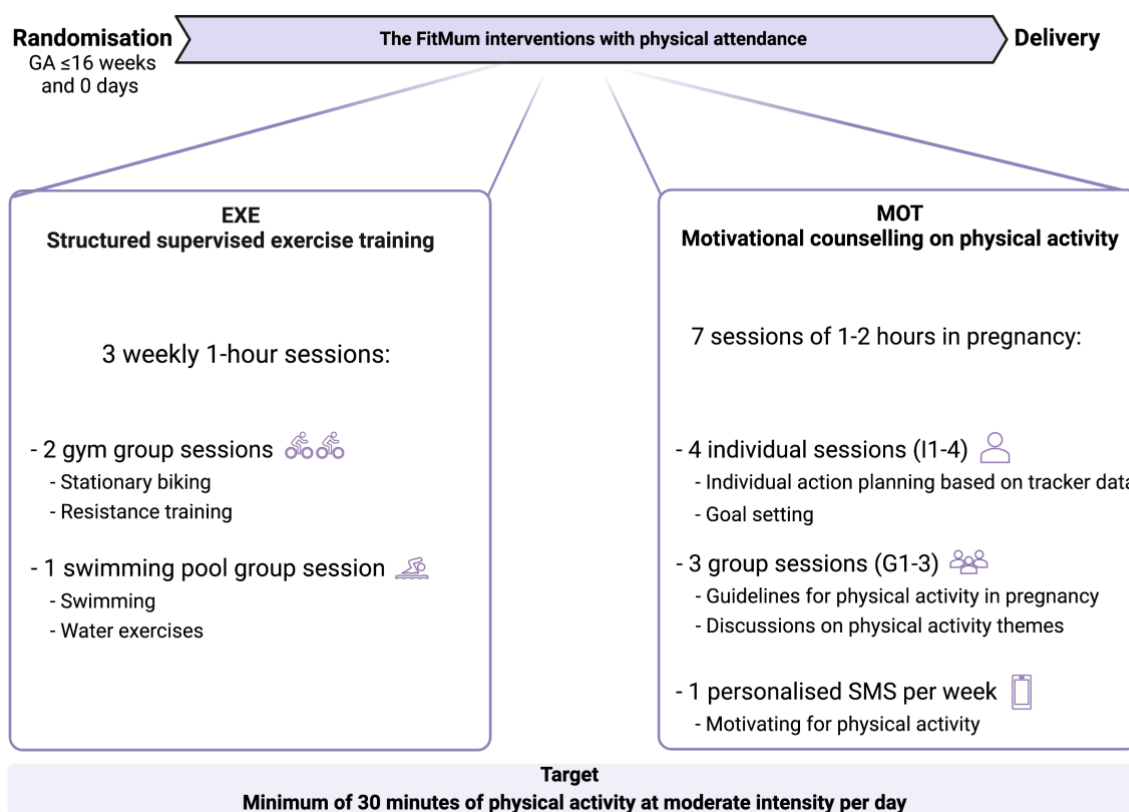 Randomisation
GA ≤16 weeks
and 0 days
The FitMum interventions with physical attendance
Delivery
EXE
Structured supervised exercise training
3 weekly 1-hour sessions:
- 2 gym group sessions
- Stationary biking
- Resistance training
- 1 swimming pool group session
- Swimming
- Water exercises
MOT
Motivational counselling on physical activity
7 sessions of 1-2 hours in pregnancy:
- 4 individual sessions (I1-4)
- Individual action planning based on tracker data
- Goal setting
- 3 group sessions (G1-3)
- Guidelines for physical activity in pregnancy
- Discussions on physical activity themes
- 1 personalised SMS per week
- Motivating for physical activity
Target
Minimum of 30 minutes of physical activity at moderate intensity per day